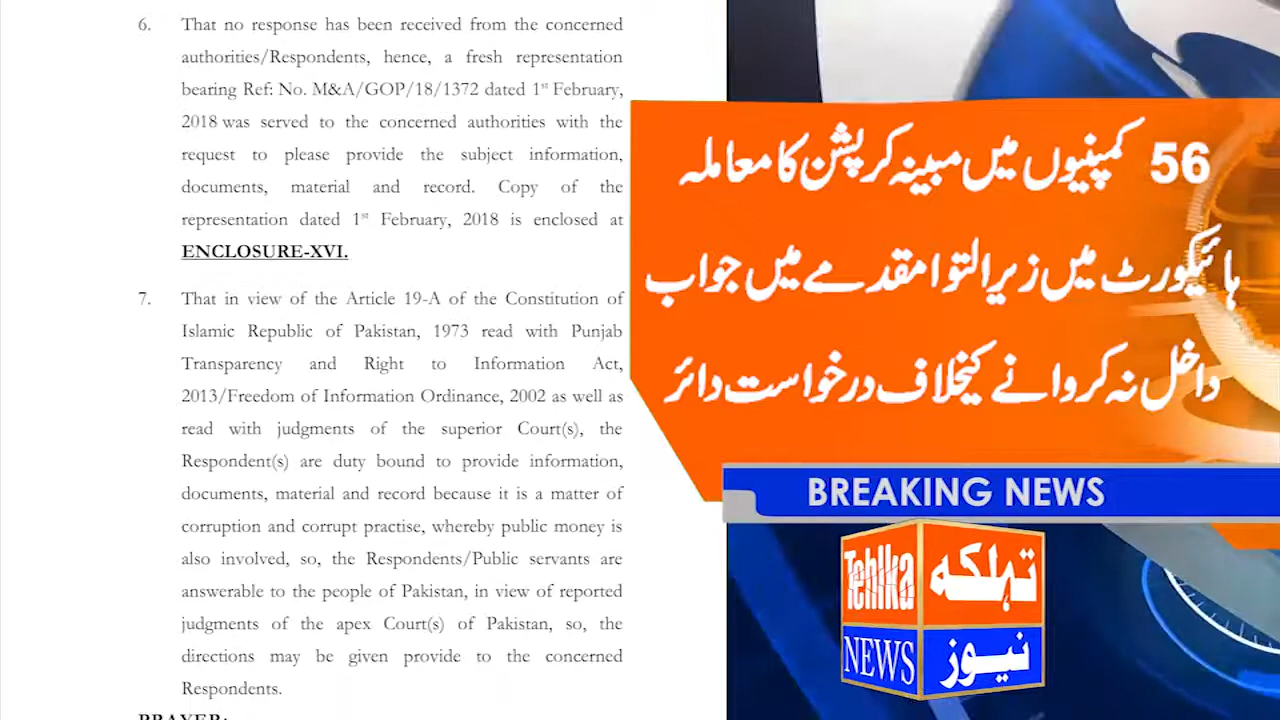 6. That no response has been received from the concerned
authorities/Respondents, hence, a fresh representation
bearing Ref: No. M&A/GOP/18/1372 dated 1st February,
2018 was served to the concerned authorities with the
request to please provide the subject information,
documents, material and record. Copy of the
representation dated 1st February, 2018 is enclosed at
ENCLOSURE-XVI.
7. That in view of the Article 19-A of the Constitution of
Islamic Republic of Pakistan, 1973 read with Punjab
Transparency and Right to Information Act,
2013/Freedom of Information Ordinance, 2002 as well as
read with judgments of the superior Court(s), the
Respondent(s) are duty bound to provide information,
documents, material and record because it is a matter of
corruption and corrupt practise, whereby public money is
also involved, so, the Respondents/Public servants are
answerable to the people of Pakistan, in view of reported
judgments of the apex Court(s) of Pakistan, so, the
directions may be given provide to the concerned
Respondents.
PRAYER:
56 کمپنیوں میں مبینہ کرپشن کا معاملہ
ہائیکورٹ میں زیر التوا مقدمے میں جواب
داخل نہ کروانے کیخلاف درخواست دائر
BREAKING NEWS
Tehlka تہلکہ
NEWS نیوز